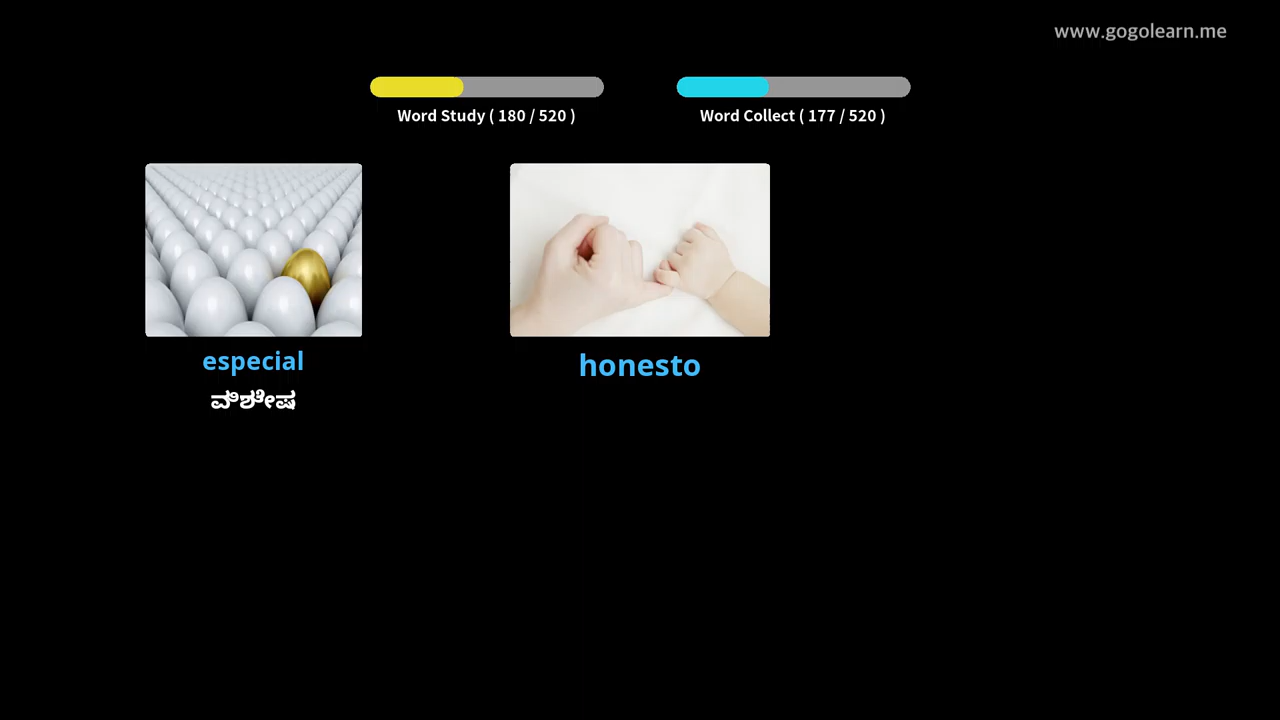 www.gogolearn.me
Word Study ( 180 / 520 )
Word Collect ( 177 / 520 )
especial
ವಿಶೇಷ
honesto